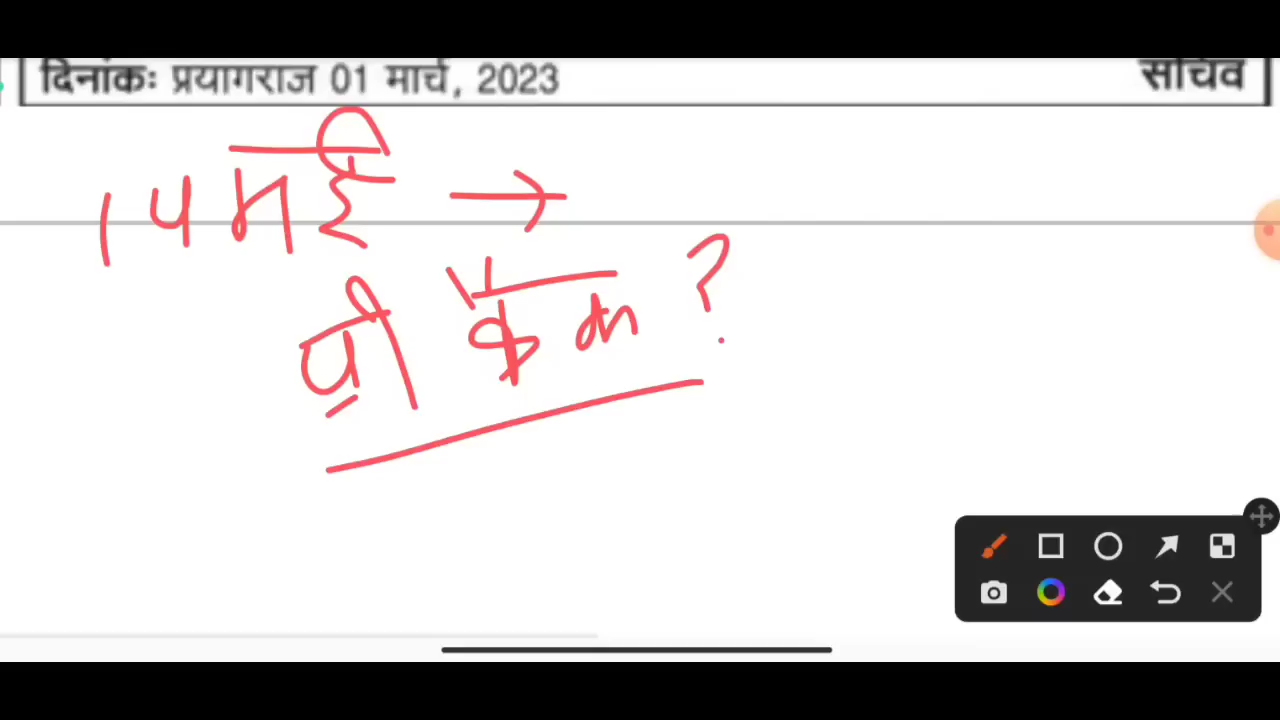 दिनांकः प्रयागराज 01 मार्च, 2023 सचिव
14 मई →
प्री ?